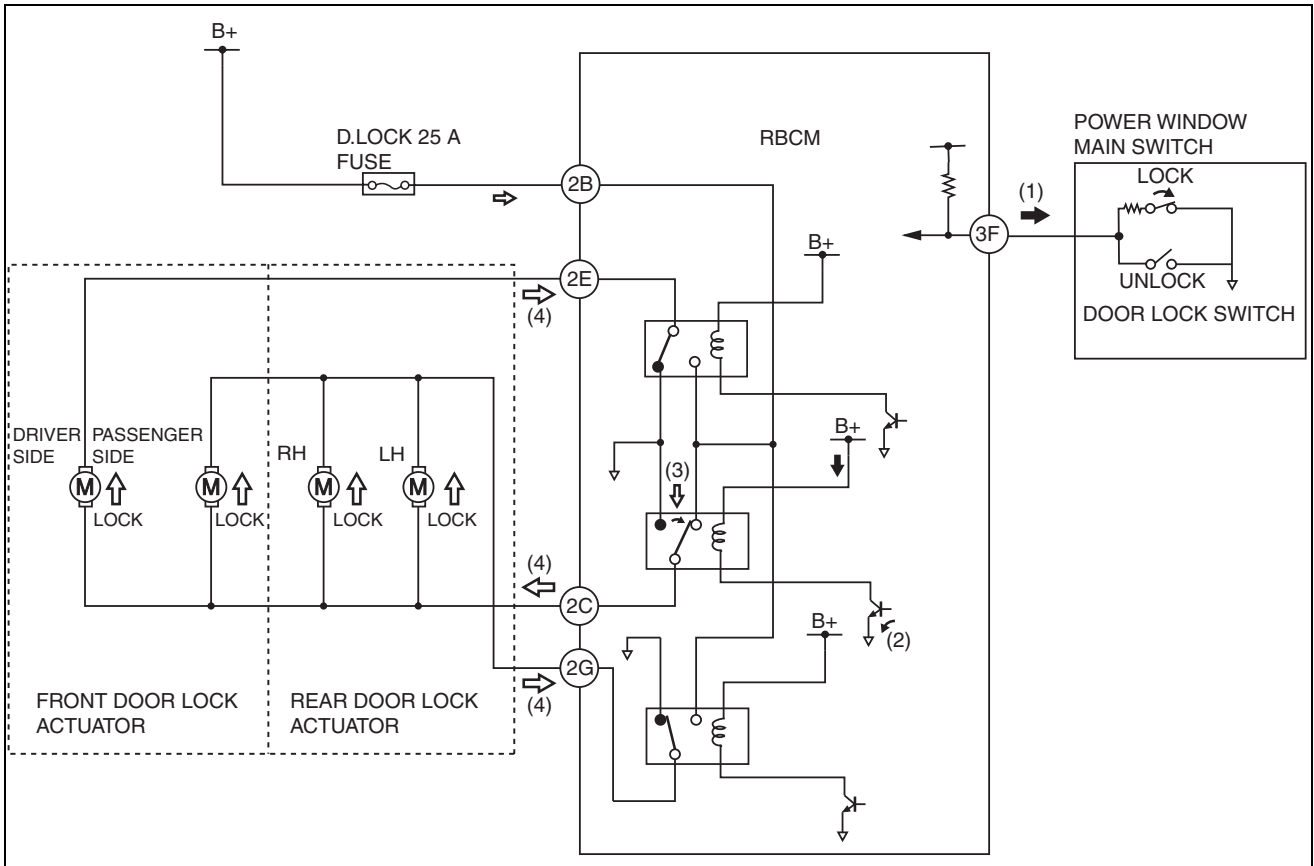 B+
D.LOCK 25 A
FUSE
2B
RBCM
POWER WINDOW
MAIN SWITCH
LOCK
(1)
3F
UNLOCK
DOOR LOCK SWITCH
B+
2E
(4)
DRIVER
SIDE
PASSENGER
SIDE
RH
LH
M
LOCK
M
LOCK
M
LOCK
M
LOCK
B+
(3)
(4)
2C
(2)
B+
2G
(4)
FRONT DOOR LOCK
ACTUATOR
REAR DOOR LOCK
ACTUATOR